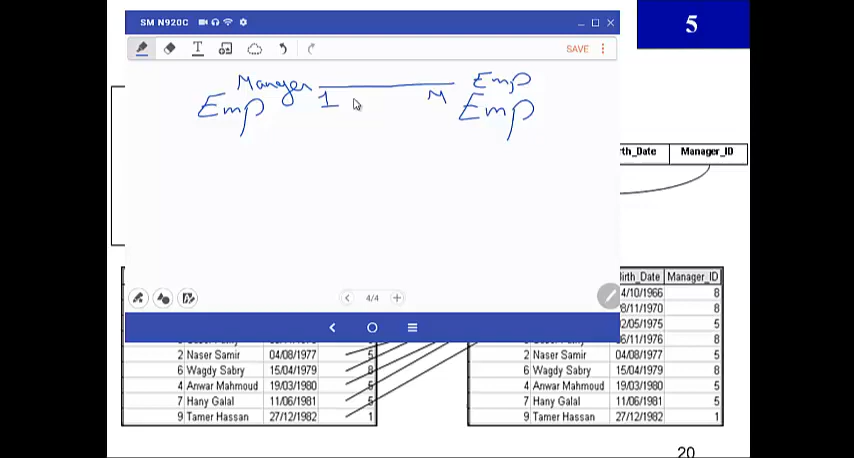 SM N920C
5
T
SAVE
Manger Emp
1 M
Emp Emp
rth_Date Manager_ID
4/4
Birth_Date Manager_ID
4/10/1966 8
8/11/1970 8
02/05/1975 5
06/11/1976 8
2 Naser Samir 04/08/1977 5 2 Naser Samir 04/08/1977 5
6 Wagdy Sabry 15/04/1979 8 6 Wagdy Sabry 15/04/1979 8
4 Anwar Mahmoud 19/03/1980 5 4 Anwar Mahmoud 19/03/1980 5
7 Hany Galal 11/06/1981 5 7 Hany Galal 11/06/1981 5
9 Tamer Hassan 27/12/1982 1 9 Tamer Hassan 27/12/1982 1
20